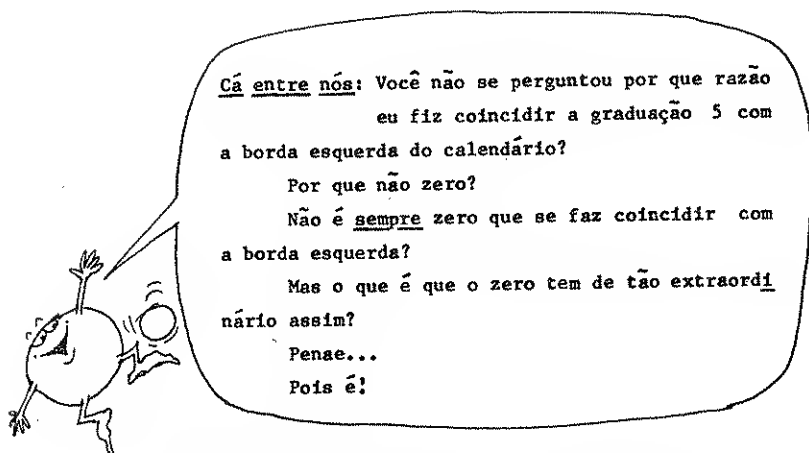 Cá entre nós: Você não se perguntou por que razão
eu fiz coincidir a graduação 5 com
a borda esquerda do calendário?
Por que não zero?
Não é sempre zero que se faz coincidir com
a borda esquerda?
Mas o que é que o zero tem de tão extraordi
nário assim?
Penae...
Pois é!